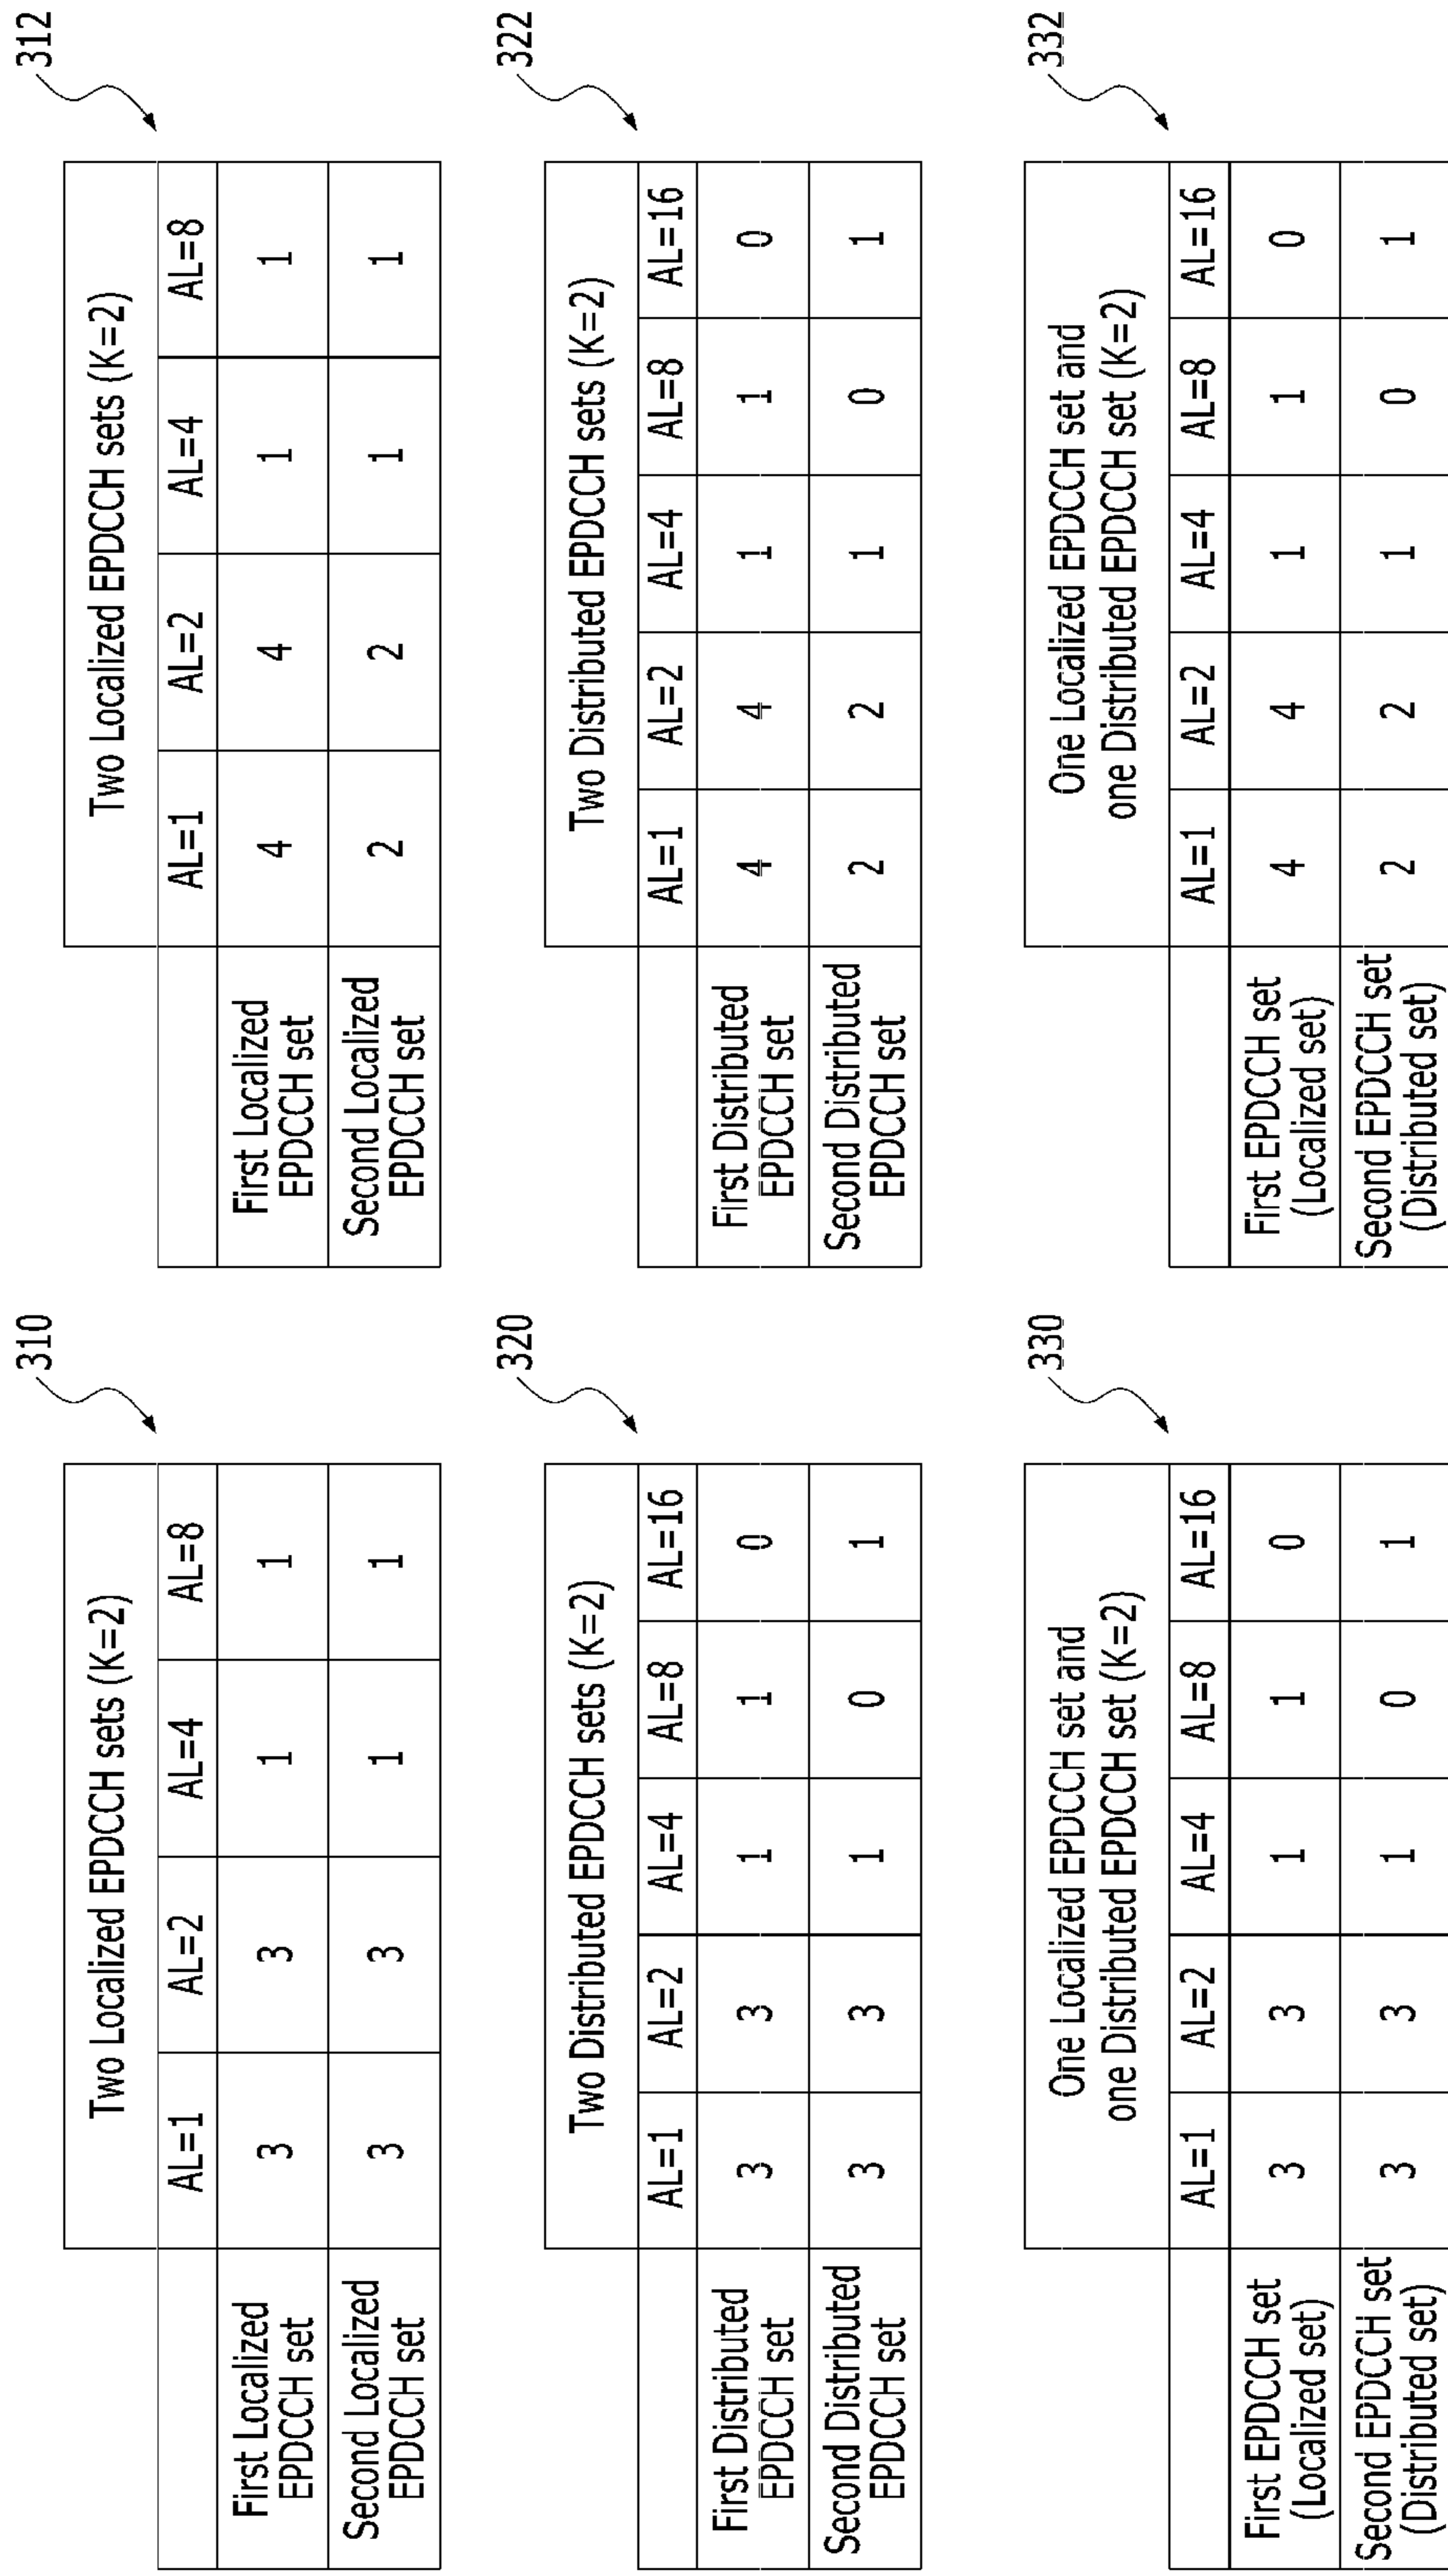 310
Two Localized EPDCCH sets (K=2)
AL=1 AL=2 AL=4 AL=8
First Localized
EPDCCH set
3 3 1 1
Second Localized
EPDCCH set
3 3 1 1
312
Two Localized EPDCCH sets (K=2)
AL=1 AL=2 AL=4 AL=8
First Localized
EPDCCH set
4 4 1 1
Second Localized
EPDCCH set
2 2 1 1
320
Two Distributed EPDCCH sets (K=2)
AL=1 AL=2 AL=4 AL=8 AL=16
First Distributed
EPDCCH set
3 3 1 1 0
Second Distributed
EPDCCH set
3 3 1 0 1
322
Two Distributed EPDCCH sets (K=2)
AL=1 AL=2 AL=4 AL=8 AL=16
First Distributed
EPDCCH set
4 4 1 1 0
Second Distributed
EPDCCH set
2 2 1 0 1
330
One Localized EPDCCH set and
one Distributed EPDCCH set (K=2)
AL=1 AL=2 AL=4 AL=8 AL=16
First EPDCCH set
(Localized set)
3 3 1 1 0
Second EPDCCH set
(Distributed set)
3 3 1 0 1
332
One Localized EPDCCH set and
one Distributed EPDCCH set (K=2)
AL=1 AL=2 AL=4 AL=8 AL=16
First EPDCCH set
(Localized set)
4 4 1 1 0
Second EPDCCH set
(Distributed set)
2 2 1 0 1